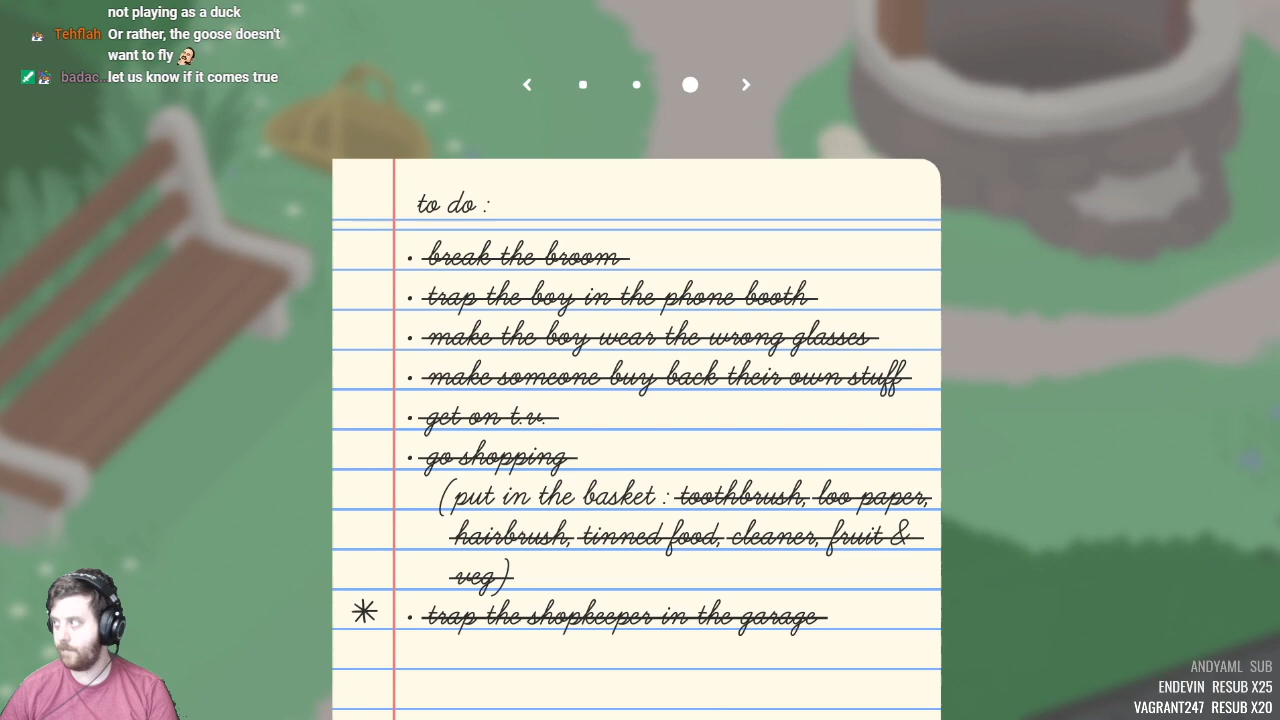 not playing as a duck
Tehflah Or rather, the goose doesn't
want to fly
badac... let us know if it comes true
to do :
• break the broom
• trap the boy in the phone booth
• make the boy wear the wrong glasses
• make someone buy back their own stuff
• get on t.v.
• go shopping
(put in the basket : toothbrush, loo paper,
hairbrush, tinned food, cleaner, fruit &
veg)
• trap the shopkeeper in the garage
ANDYAML SUB
ENDEVIN RESUB X25
VAGRANT247 RESUB X20